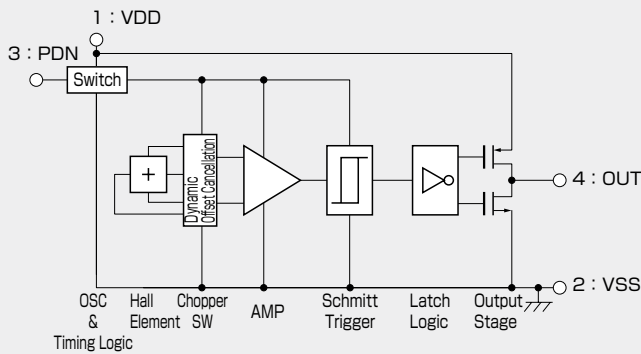 1 : VDD
3 : PDN
Switch
Dynamic
Offset Cancellation
4 : OUT
2 : VSS
OSC
&
Timing Logic
Hall
Element
Chopper
SW
AMP
Schmitt
Trigger
Latch
Logic
Output
Stage